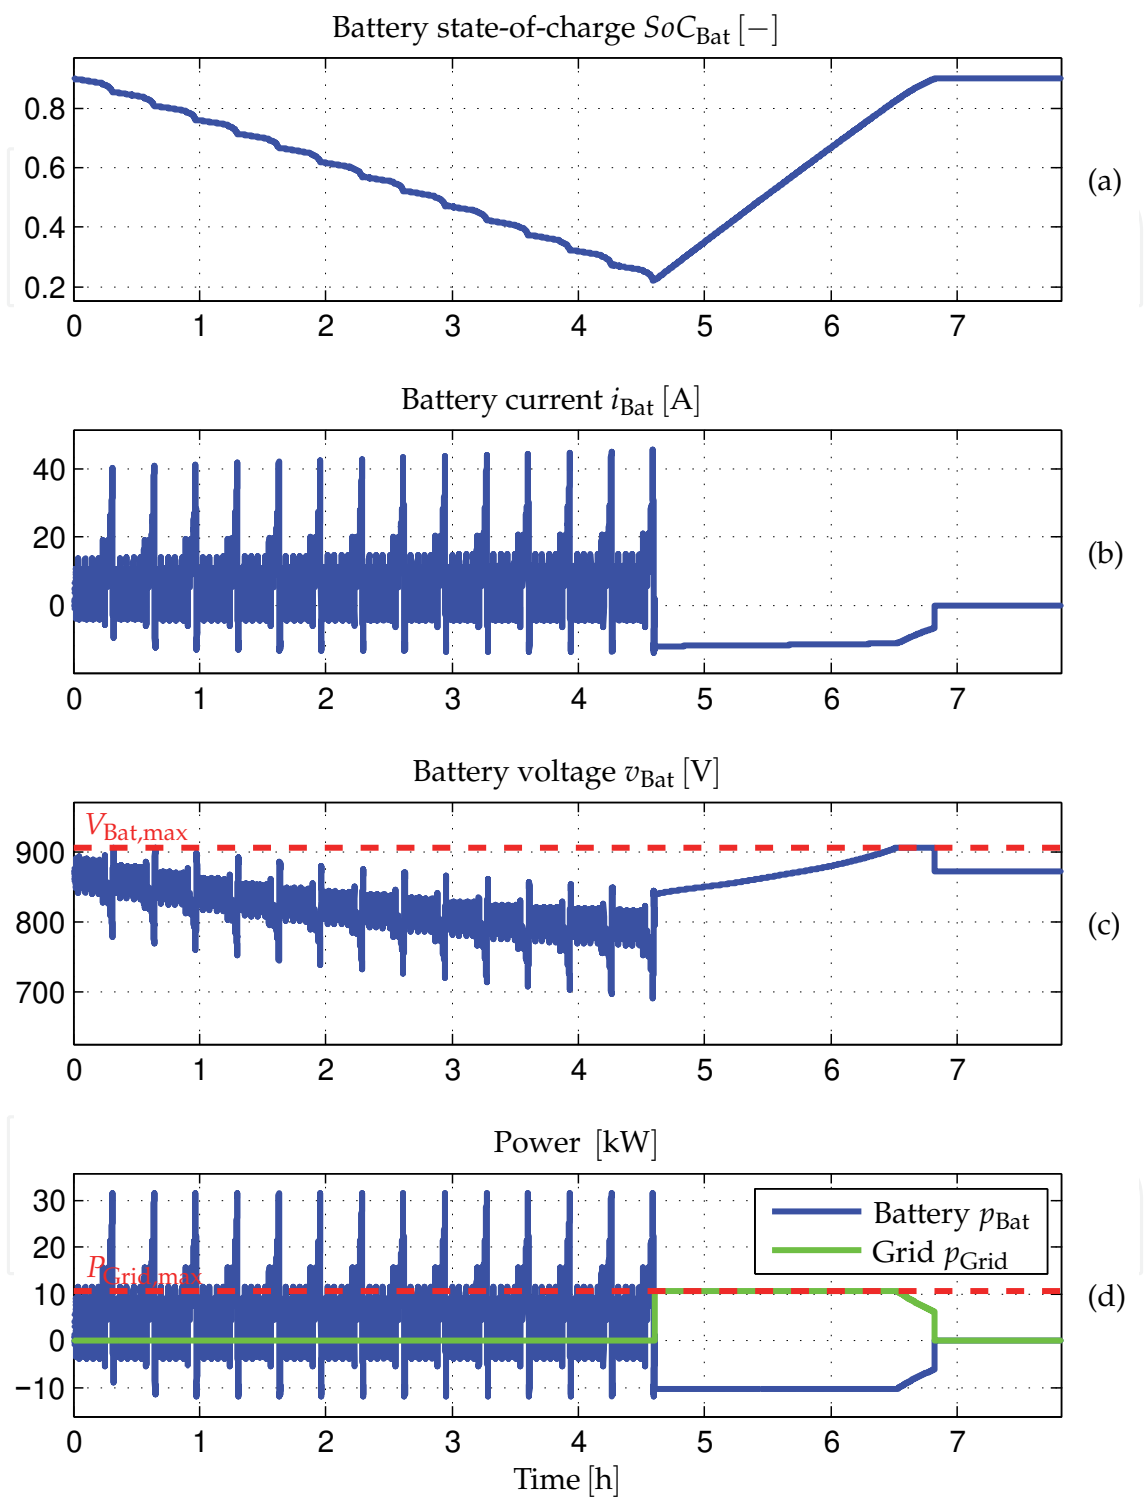 Battery state-of-charge SoC_Bat [−]
0.8
0.6
0.4
0.2
0 1 2 3 4 5 6 7
(a)
Battery current i_Bat [A]
40
20
0
0 1 2 3 4 5 6 7
(b)
Battery voltage v_Bat [V]
V_Bat,max
900
800
700
0 1 2 3 4 5 6 7
(c)
Power [kW]
30
20
10
0
−10
P_Grid,max
Battery p_Bat
Grid p_Grid
0 1 2 3 4 5 6 7
(d)
Time [h]